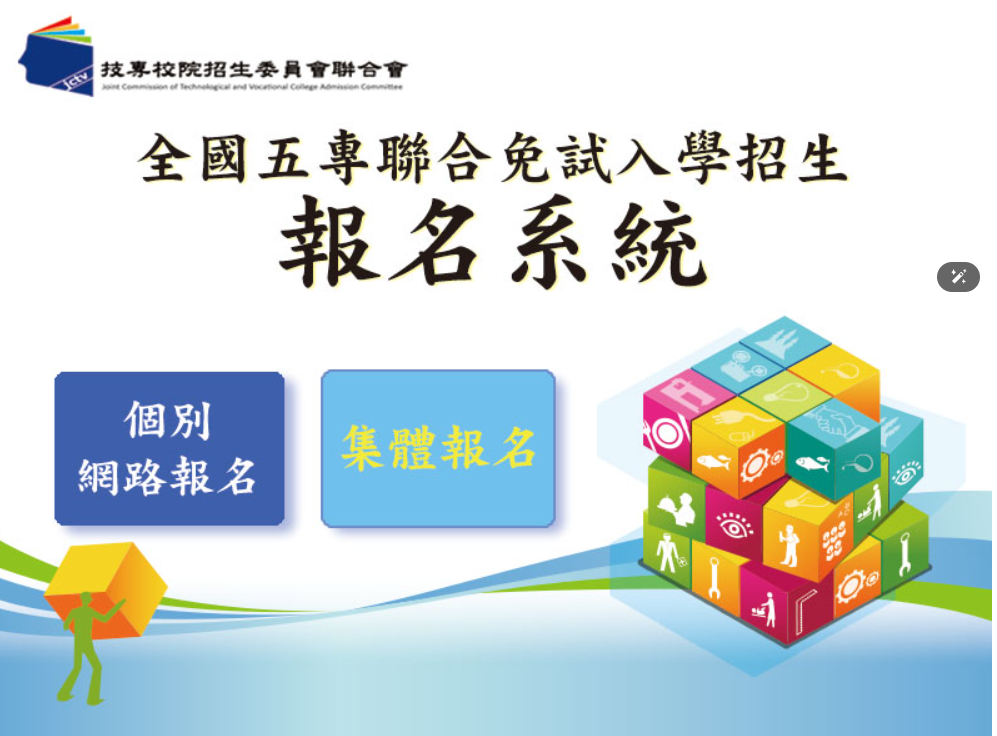 jctv
技專校院招生委員會聯合會
Joint Commission of Technological and Vocational College Admission Committee
全國五專聯合免試入學招生
報名系統
個別
網路報名
集體報名